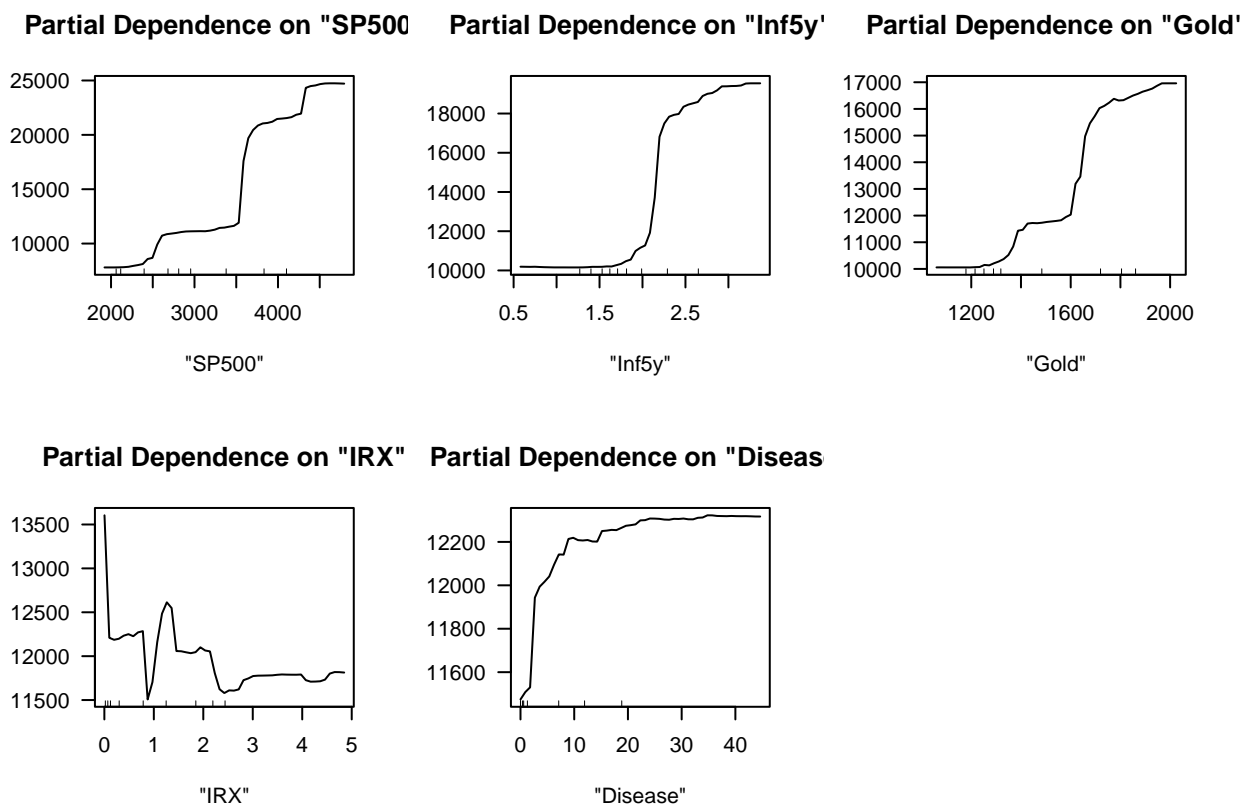 Partial Dependence on "SP500
Partial Dependence on "Inf5y'
Partial Dependence on "Gold'
25000
20000
15000
10000
2000 3000 4000
"SP500"
18000
16000
14000
12000
10000
0.5 1.5 2.5
"Inf5y"
17000
16000
15000
14000
13000
12000
11000
10000
1200 1600 2000
"Gold"
Partial Dependence on "IRX"
Partial Dependence on "Diseas
13500
13000
12500
12000
11500
0 1 2 3 4 5
"IRX"
12200
12000
11800
11600
0 10 20 30 40
"Disease"